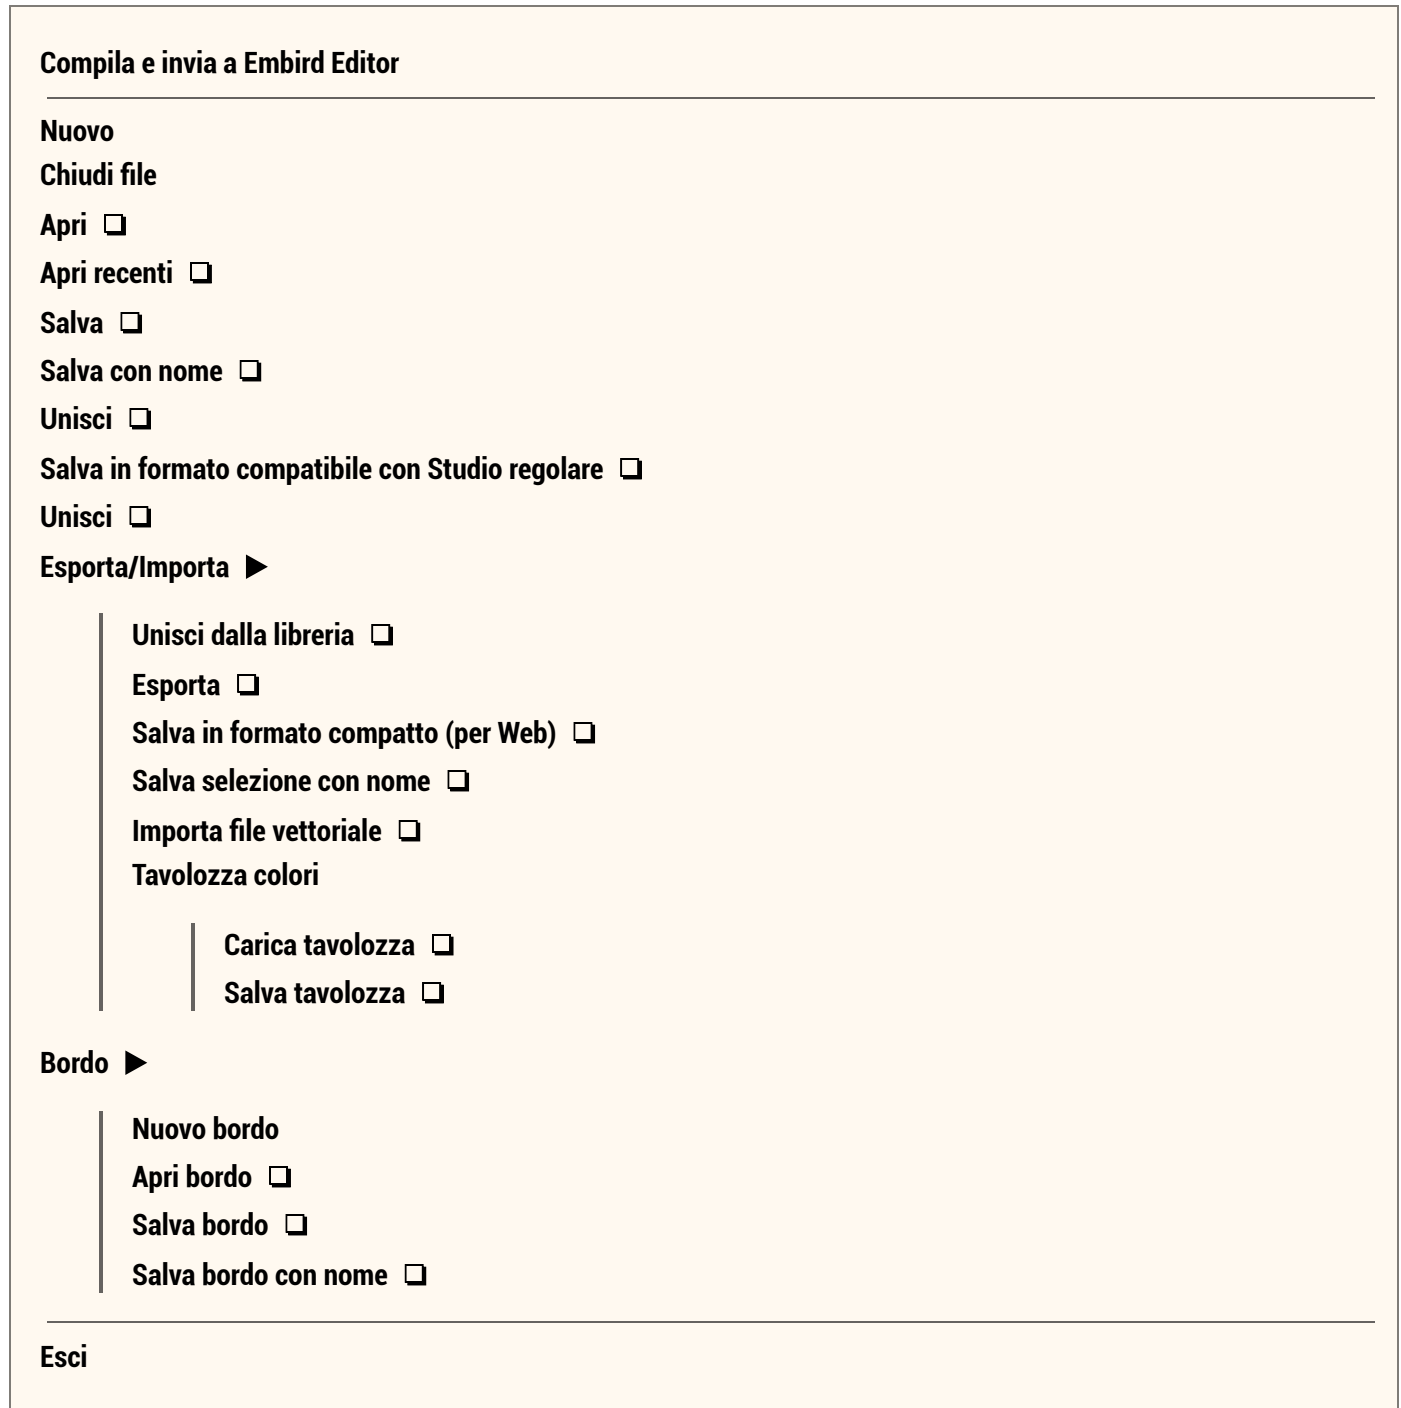 Compila e invia a Embird Editor
Nuovo
Chiudi file
Apri ❏
Apri recenti ❏
Salva ❏
Salva con nome ❏
Unisci ❏
Salva in formato compatibile con Studio regolare ❏
Unisci ❏
Esporta/Importa ▶
Unisci dalla libreria ❏
Esporta ❏
Salva in formato compatto (per Web) ❏
Salva selezione con nome ❏
Importa file vettoriale ❏
Tavolozza colori
Carica tavolozza ❏
Salva tavolozza ❏
Bordo ▶
Nuovo bordo
Apri bordo ❏
Salva bordo ❏
Salva bordo con nome ❏
Esci